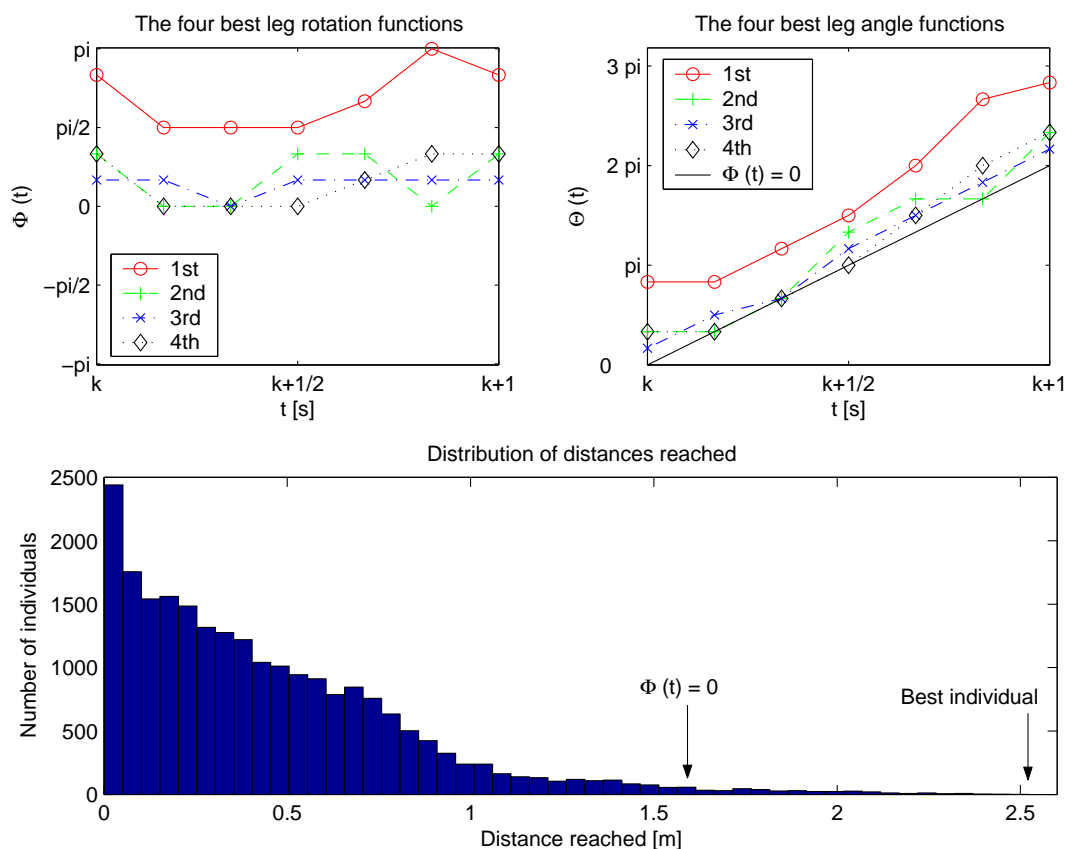 The four best leg rotation functions
pi
pi/2
0
−pi/2
−pi
Φ (t)
1st
2nd
3rd
4th
k
k+1/2
k+1
t [s]
The four best leg angle functions
3 pi
2 pi
pi
0
Θ (t)
1st
2nd
3rd
4th
Φ (t) = 0
k
k+1/2
k+1
t [s]
Distribution of distances reached
2500
2000
1500
1000
500
0
Number of individuals
Φ (t) = 0
Best individual
0
0.5
1
1.5
2
2.5
Distance reached [m]